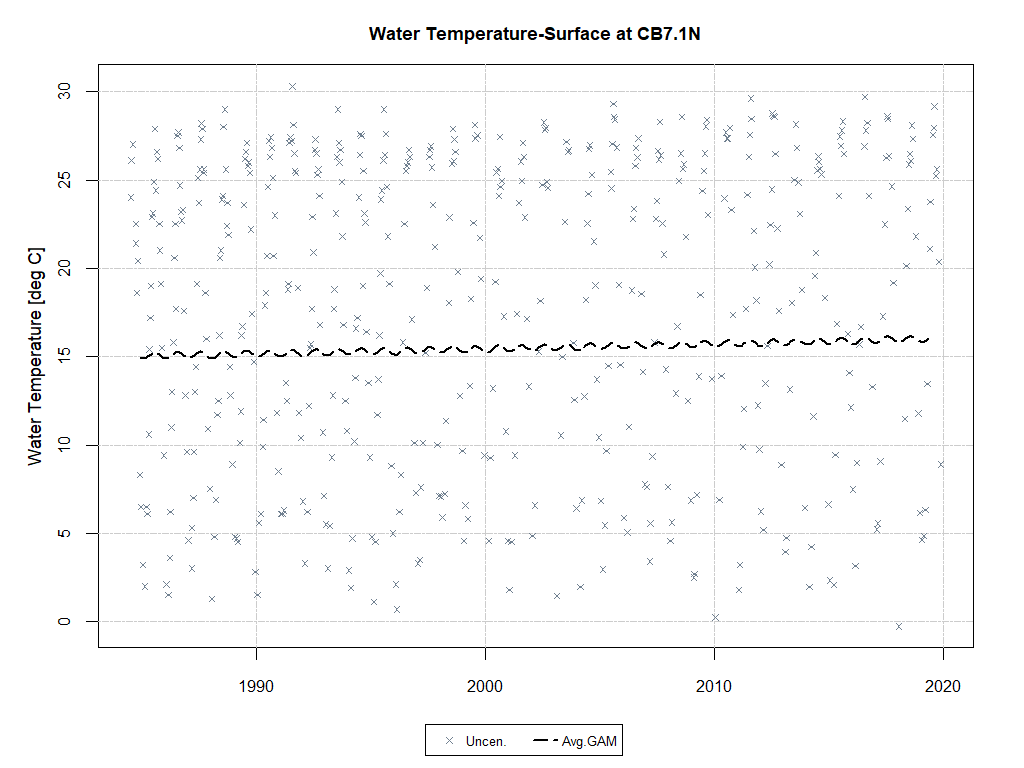 Water Temperature-Surface at CB7.1N
Water Temperature [deg C]
30
25
20
15
10
5
0
1990
2000
2010
2020
Uncen.
Avg.GAM